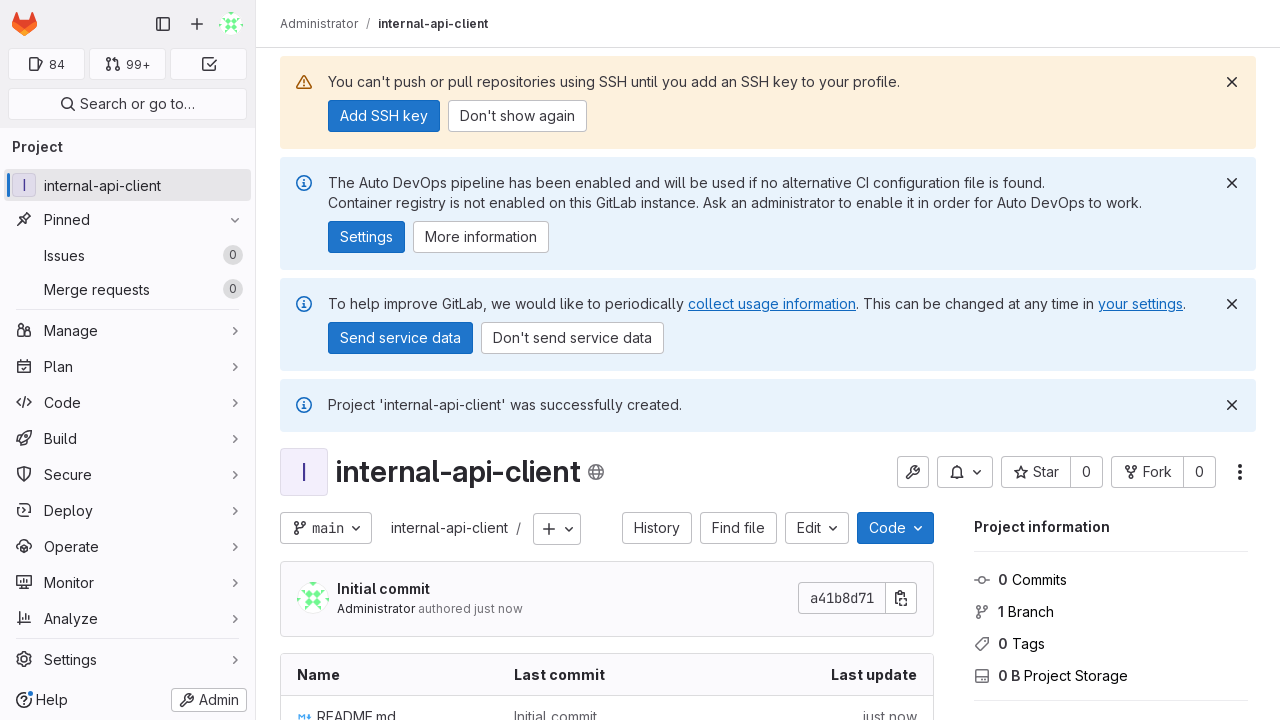 Administrator / internal-api-client
84
99+
Search or go to…
Project
I internal-api-client
Pinned
Issues 0
Merge requests 0
Manage
Plan
Code
Build
Secure
Deploy
Operate
Monitor
Analyze
Settings
Help
Admin
You can't push or pull repositories using SSH until you add an SSH key to your profile.
Add SSH key Don't show again
The Auto DevOps pipeline has been enabled and will be used if no alternative CI configuration file is found.
Container registry is not enabled on this GitLab instance. Ask an administrator to enable it in order for Auto DevOps to work.
Settings More information
To help improve GitLab, we would like to periodically collect usage information. This can be changed at any time in your settings.
Send service data Don't send service data
Project 'internal-api-client' was successfully created.
I internal-api-client
Star 0 Fork 0
main internal-api-client / History Find file Edit Code
Initial commit
Administrator authored just now
a41b8d71
Name Last commit Last update
README.md Initial commit just now
Project information
0 Commits
1 Branch
0 Tags
0 B Project Storage